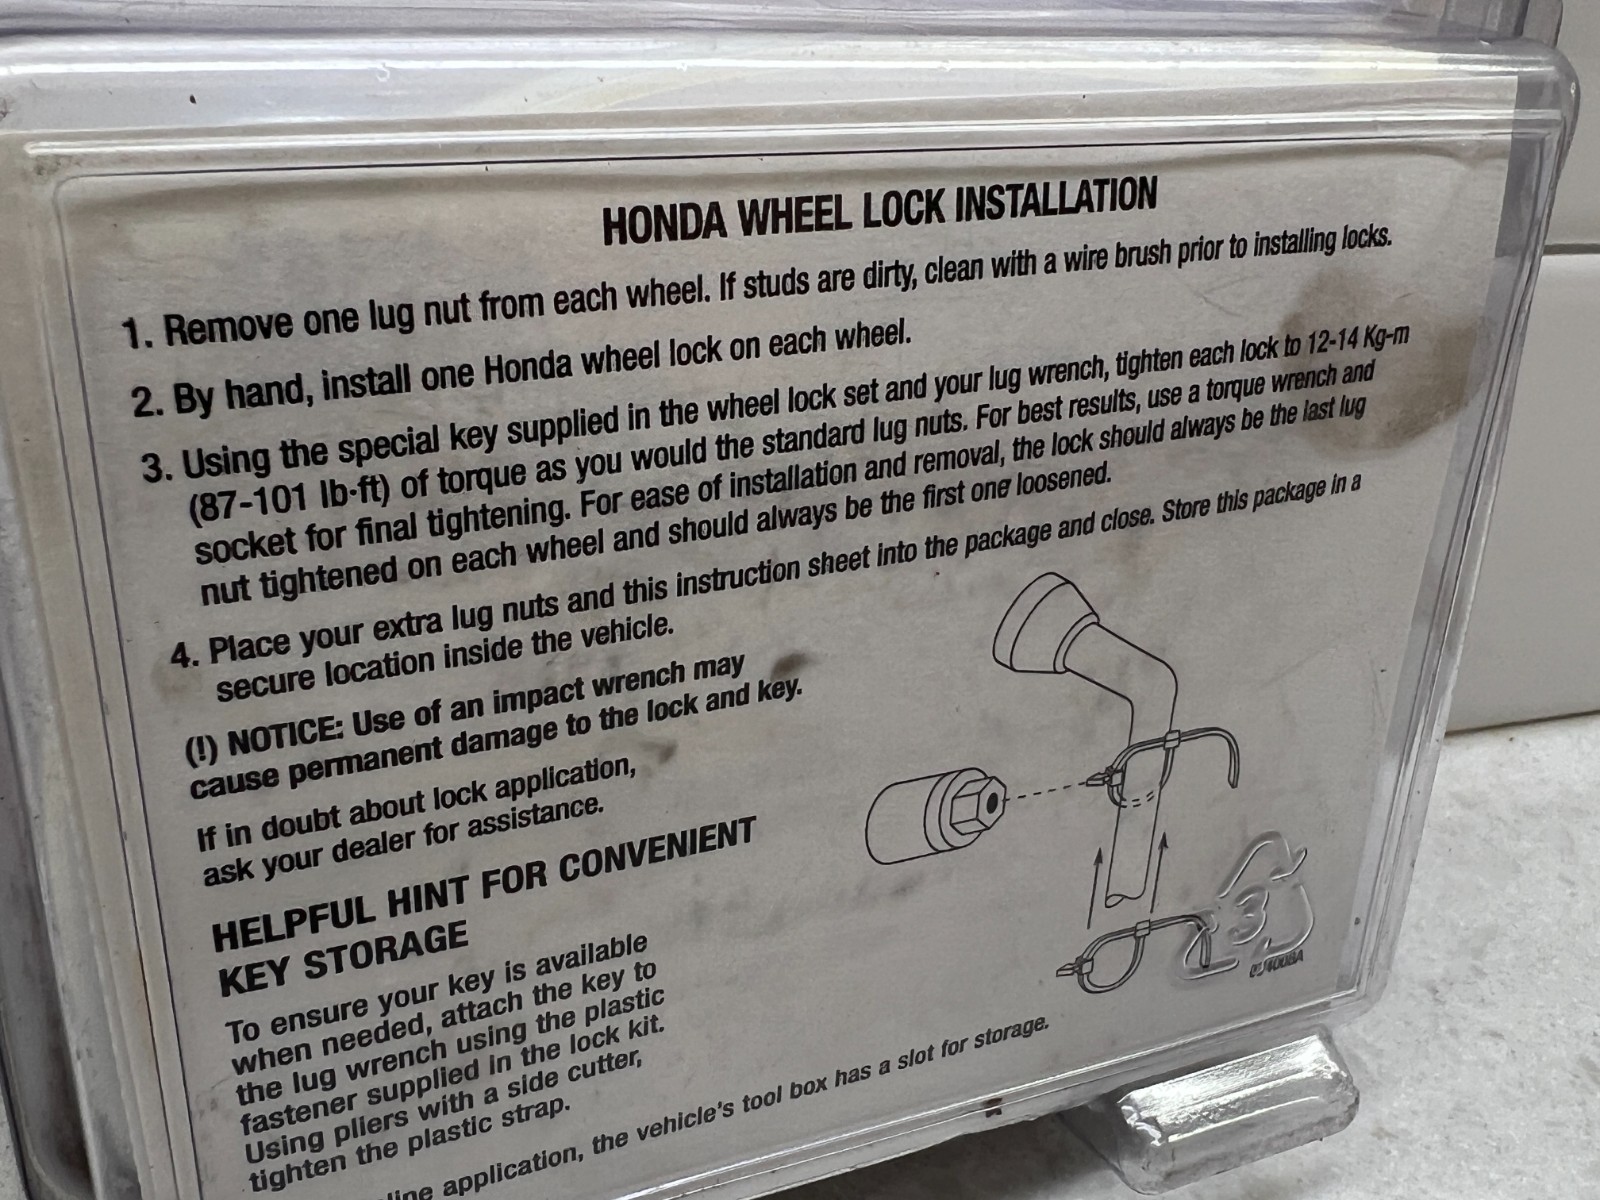 HONDA WHEEL LOCK INSTALLATION
1. Remove one lug nut from each wheel. If studs are dirty, clean with a wire brush prior to installing locks.
2. By hand, install one Honda wheel lock on each wheel.
3. Using the special key supplied in the wheel lock set and your lug wrench, tighten each lock to 12-14 Kg-m
(87-101 lb·ft) of torque as you would the standard lug nuts. For best results, use a torque wrench and
socket for final tightening. For ease of installation and removal, the lock should always be the last lug
nut tightened on each wheel and should always be the first one loosened.
4. Place your extra lug nuts and this instruction sheet into the package and close. Store this package in a
secure location inside the vehicle.
(!) NOTICE: Use of an impact wrench may
cause permanent damage to the lock and key.
If in doubt about lock application,
ask your dealer for assistance.
HELPFUL HINT FOR CONVENIENT
KEY STORAGE
To ensure your key is available
when needed, attach the key to
the lug wrench using the plastic
fastener supplied in the lock kit.
Using pliers with a side cutter,
tighten the plastic strap.
application, the vehicle's tool box has a slot for storage.
3